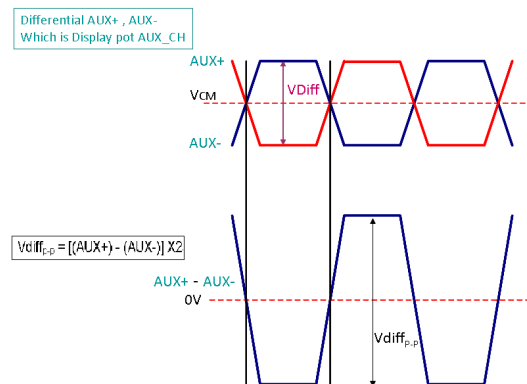 Differential AUX+ , AUX-
Which is Display pot AUX_CH
AUX+
VDiff
VCM
AUX-
Vdiffp-p = [(AUX+) - (AUX-)] X2
AUX+ - AUX-
0V
Vdiffp-p